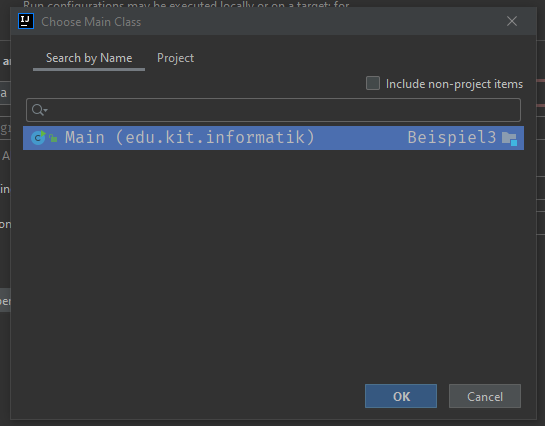 Run configurations may be executed locally or on a target: for
IJ Choose Main Class
Search by Name Project
Include non-project items
Main (edu.kit.informatik) Beispiel3
OK Cancel